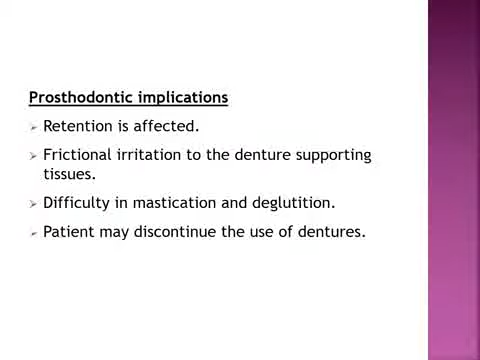 Prosthodontic implications
Retention is affected.
Frictional irritation to the denture supporting
tissues.
Difficulty in mastication and deglutition.
Patient may discontinue the use of dentures.